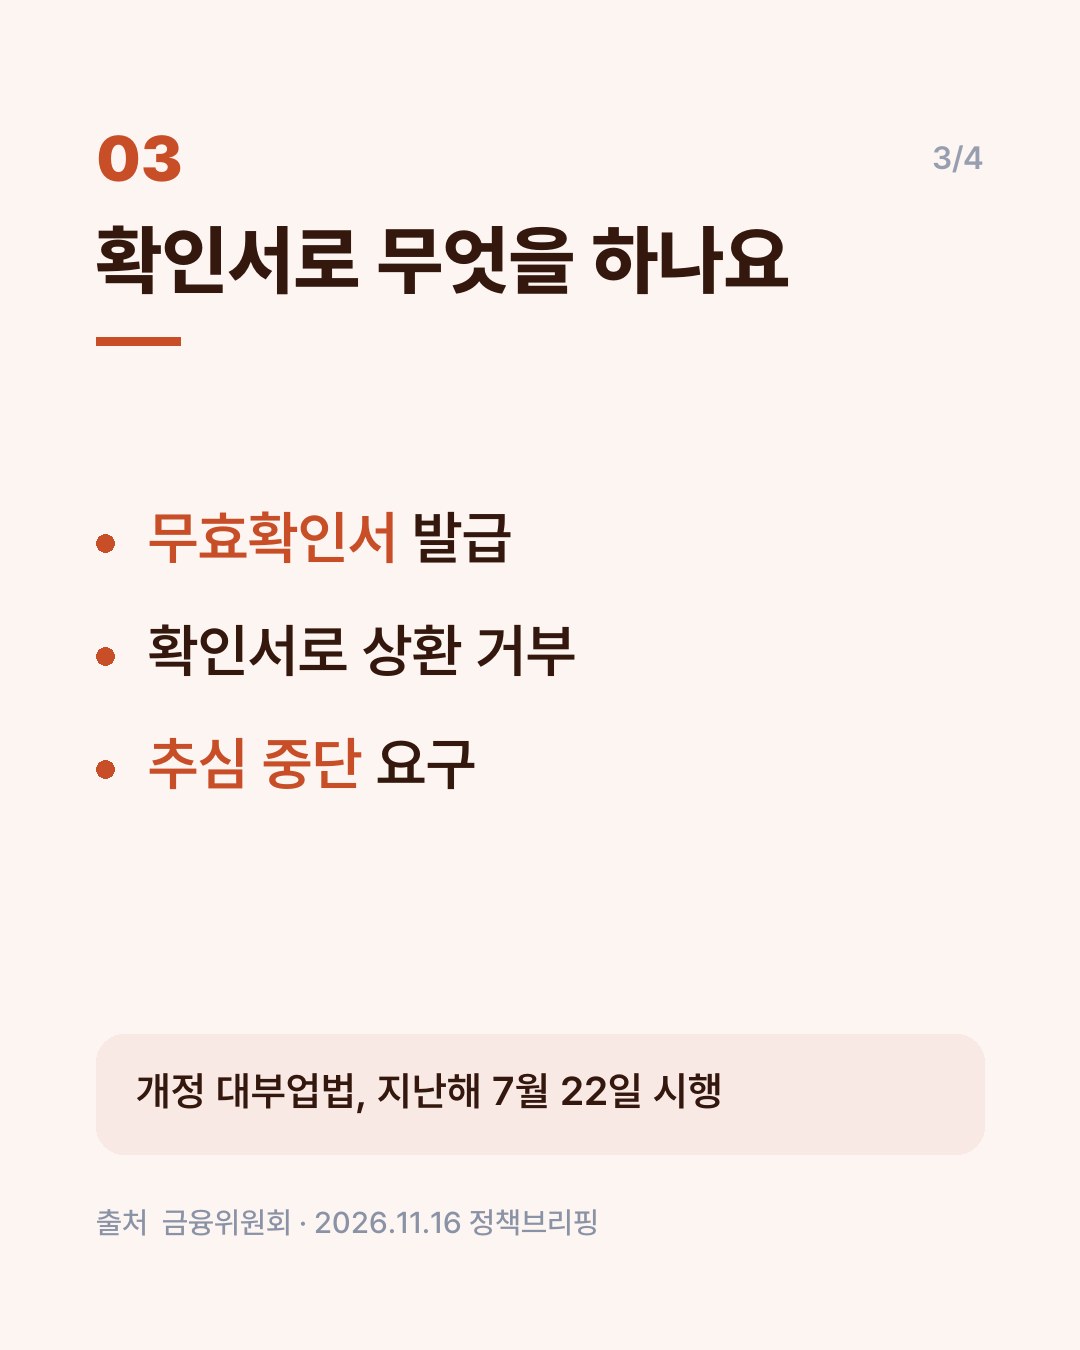 03
3/4
확인서로 무엇을 하나요
무효확인서 발급
확인서로 상환 거부
추심 중단 요구
개정 대부업법, 지난해 7월 22일 시행
출처 금융위원회 · 2026.11.16 정책브리핑